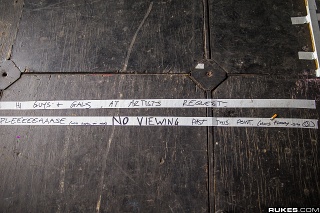 HI GUYS + GALS, AT ARTISTS REQUEST,
PLEEEEEAAASE NO VIEWING PAST THIS POINT
RUKES.COM